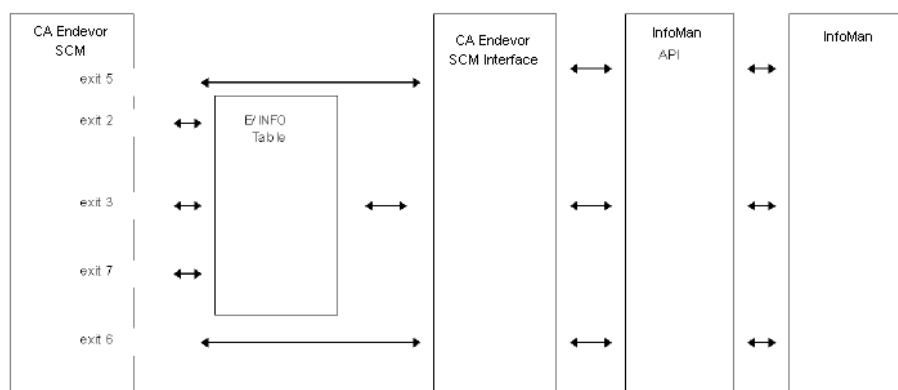 CA Endevor
SCM
exit 5
exit 2
exit 3
exit 7
exit 6
E/INFO
Table
CA Endevor
SCM Interface
InfoMan
API
InfoMan